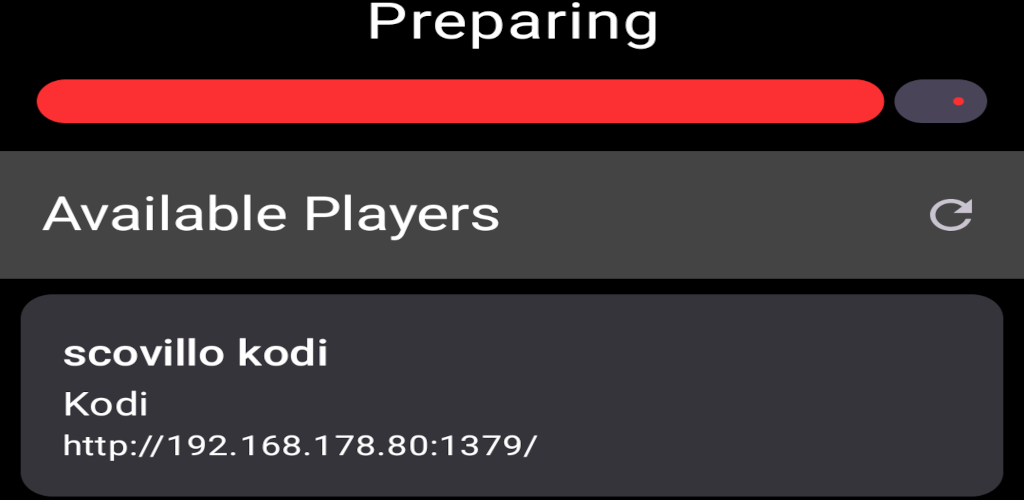 Preparing
Available Players
scovillo kodi
Kodi
http://192.168.178.80:1379/